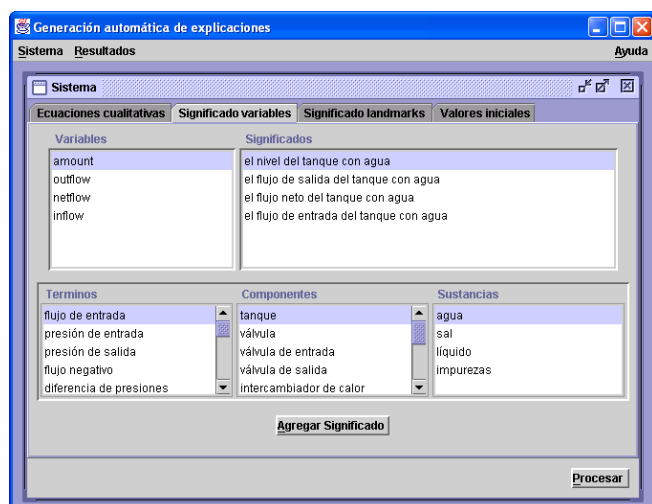 Generación automática de explicaciones
Sistema Resultados Ayuda
Sistema
Ecuaciones cualitativas Significado variables Significado landmarks Valores iniciales
Variables Significados
amount el nivel del tanque con agua
outflow el flujo de salida del tanque con agua
netflow el flujo neto del tanque con agua
inflow el flujo de entrada del tanque con agua
Terminos Componentes Sustancias
flujo de entrada tanque agua
presión de entrada válvula sal
presión de salida válvula de entrada líquido
flujo negativo válvula de salida impurezas
diferencia de presiones intercambiador de calor
Agregar Significado
Procesar